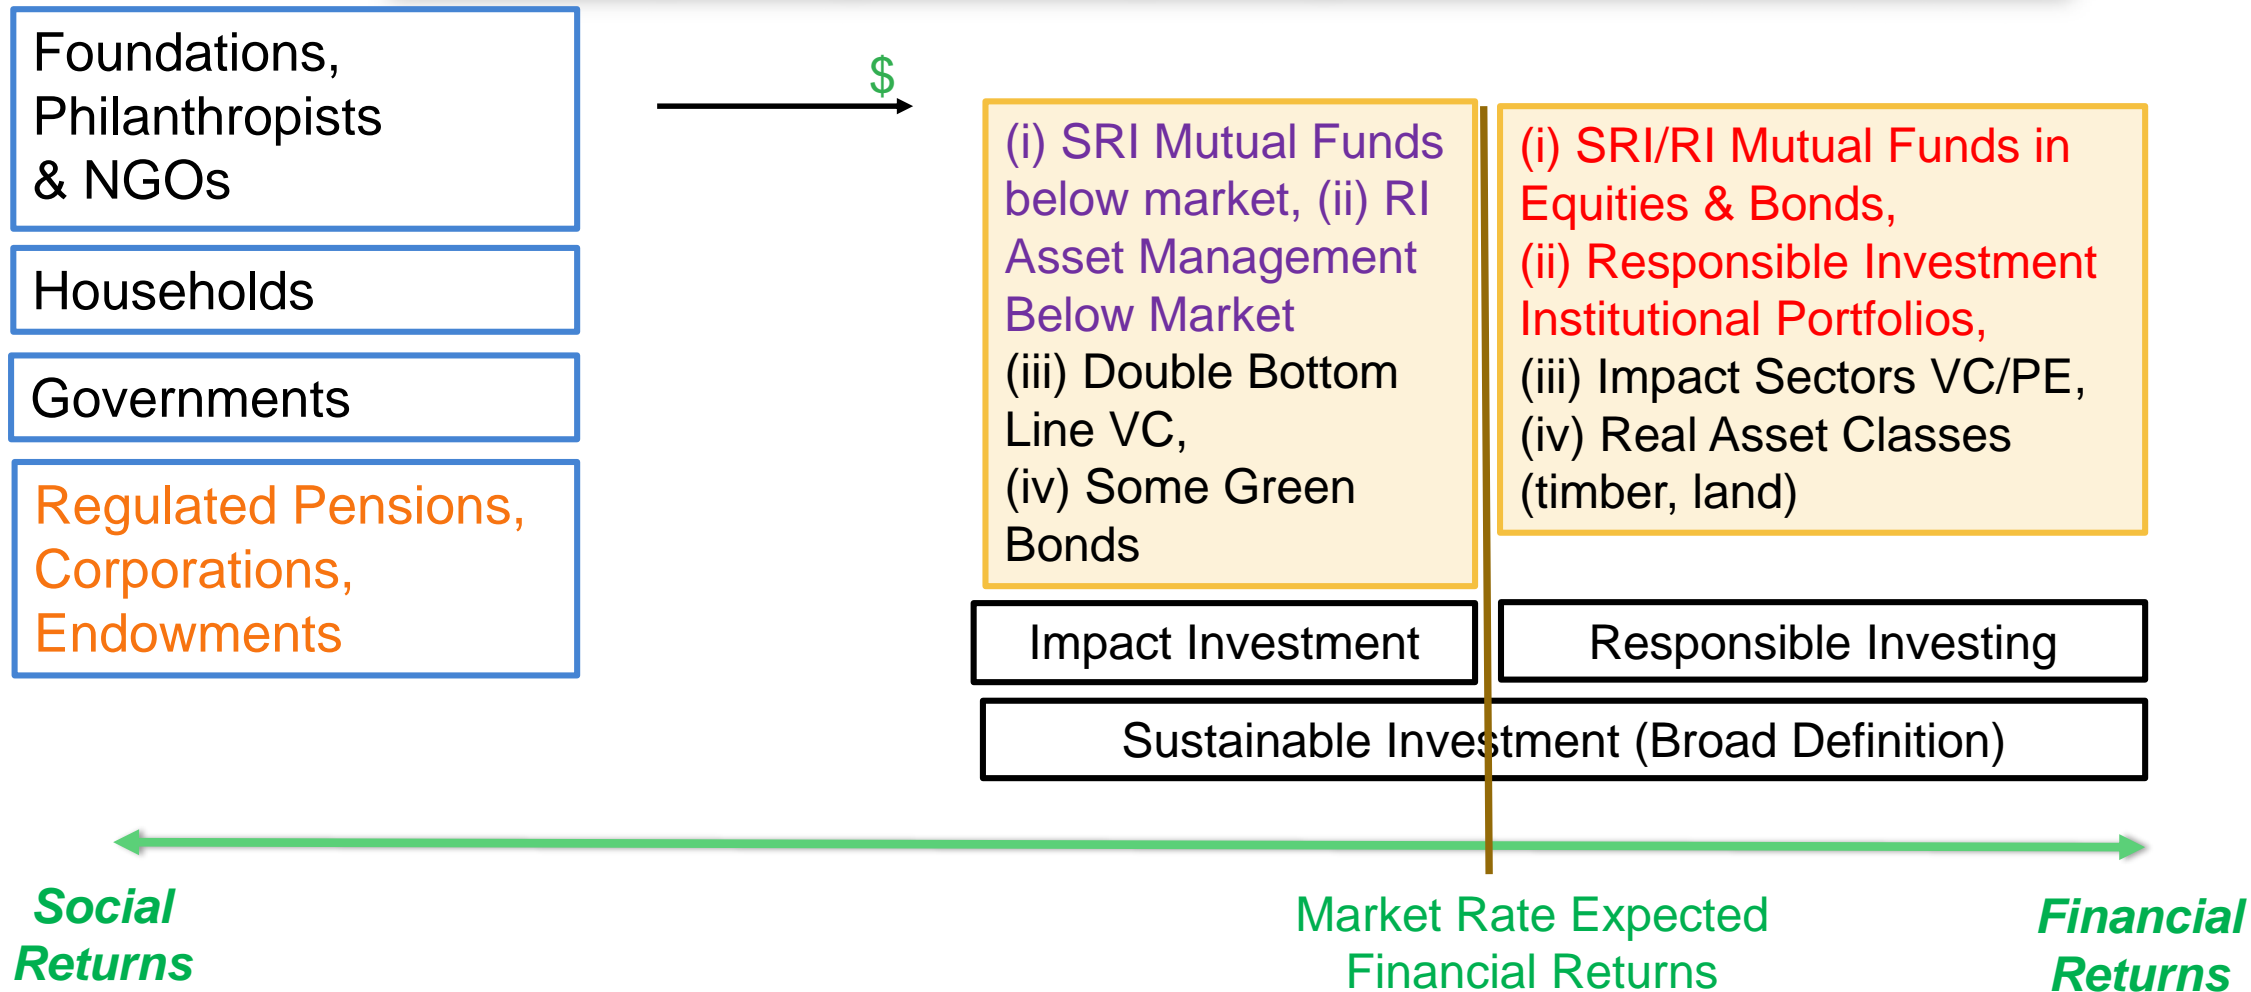 Foundations,
Philanthropists
& NGOs
Households
Governments
Regulated Pensions,
Corporations,
Endowments
$
(i) SRI Mutual Funds
below market, (ii) RI
Asset Management
Below Market
(iii) Double Bottom
Line VC,
(iv) Some Green
Bonds
(i) SRI/RI Mutual Funds in
Equities & Bonds,
(ii) Responsible Investment
Institutional Portfolios,
(iii) Impact Sectors VC/PE,
(iv) Real Asset Classes
(timber, land)
Impact Investment
Responsible Investing
Sustainable Investment (Broad Definition)
Social
Returns
Market Rate Expected
Financial Returns
Financial
Returns